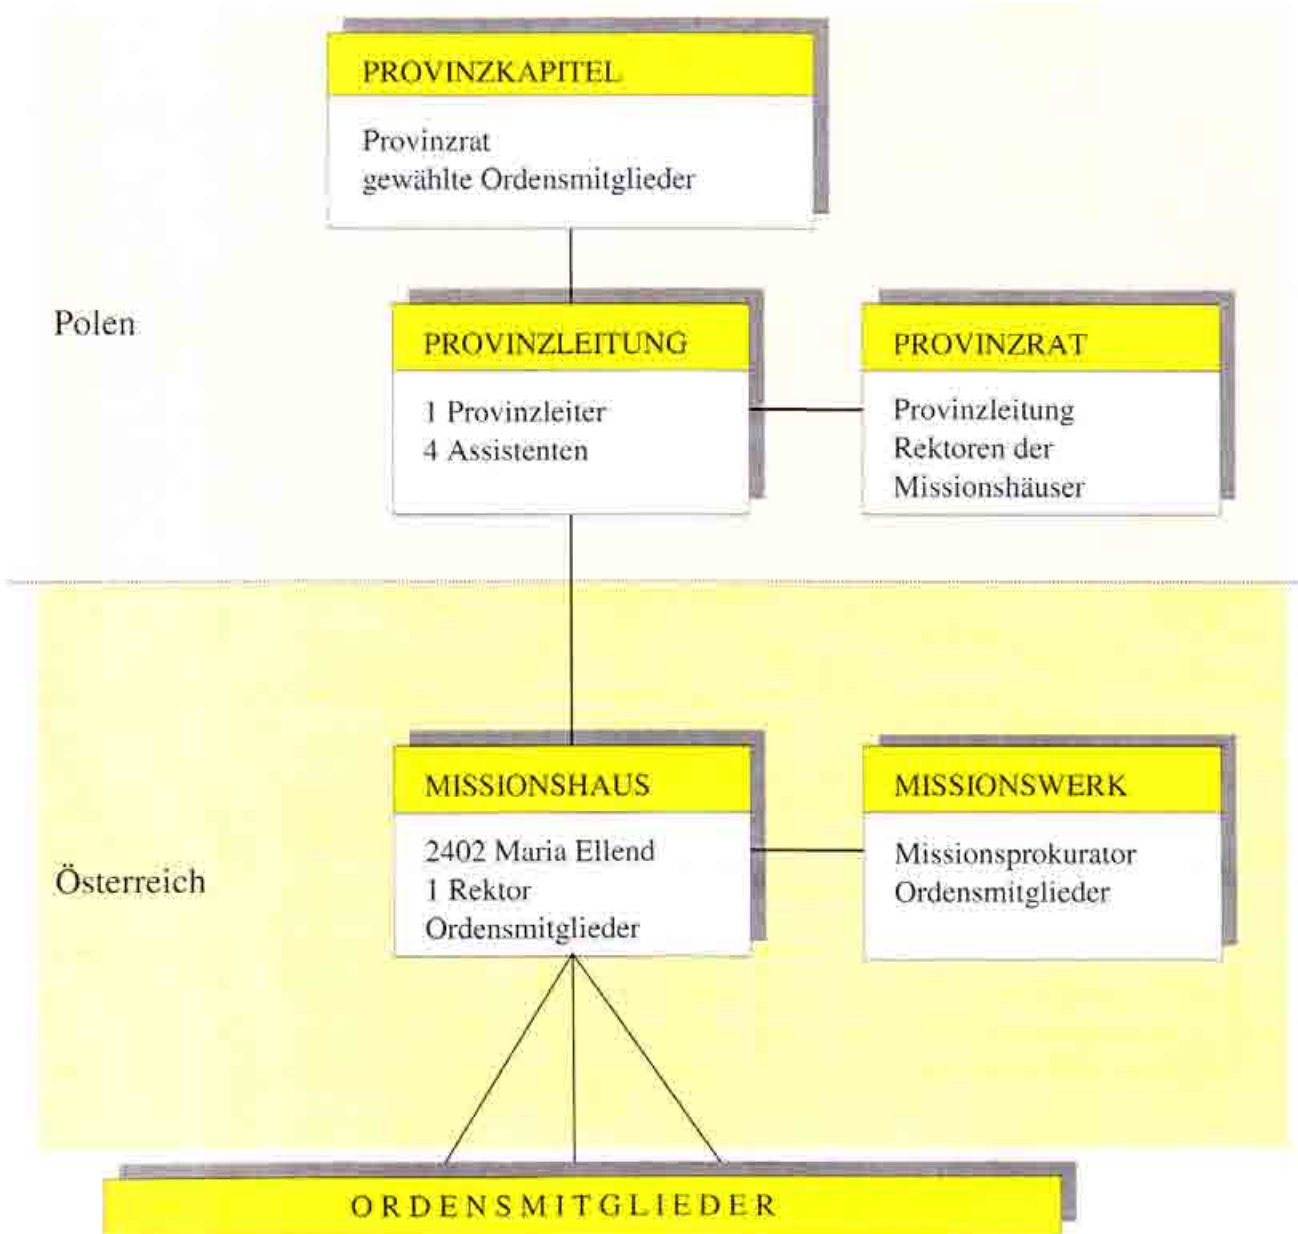 PROVINZKAPITEL
Provinzrat
gewählte Ordensmitglieder
Polen
PROVINZLEITUNG
1 Provinzleiter
4 Assistenten
PROVINZRAT
Provinzleitung
Rektoren der
Missionshäuser
Österreich
MISSIONSHAUS
2402 Maria Ellend
1 Rektor
Ordensmitglieder
MISSIONSWERK
Missionsprokurator
Ordensmitglieder
ORDENSMITGLIEDER